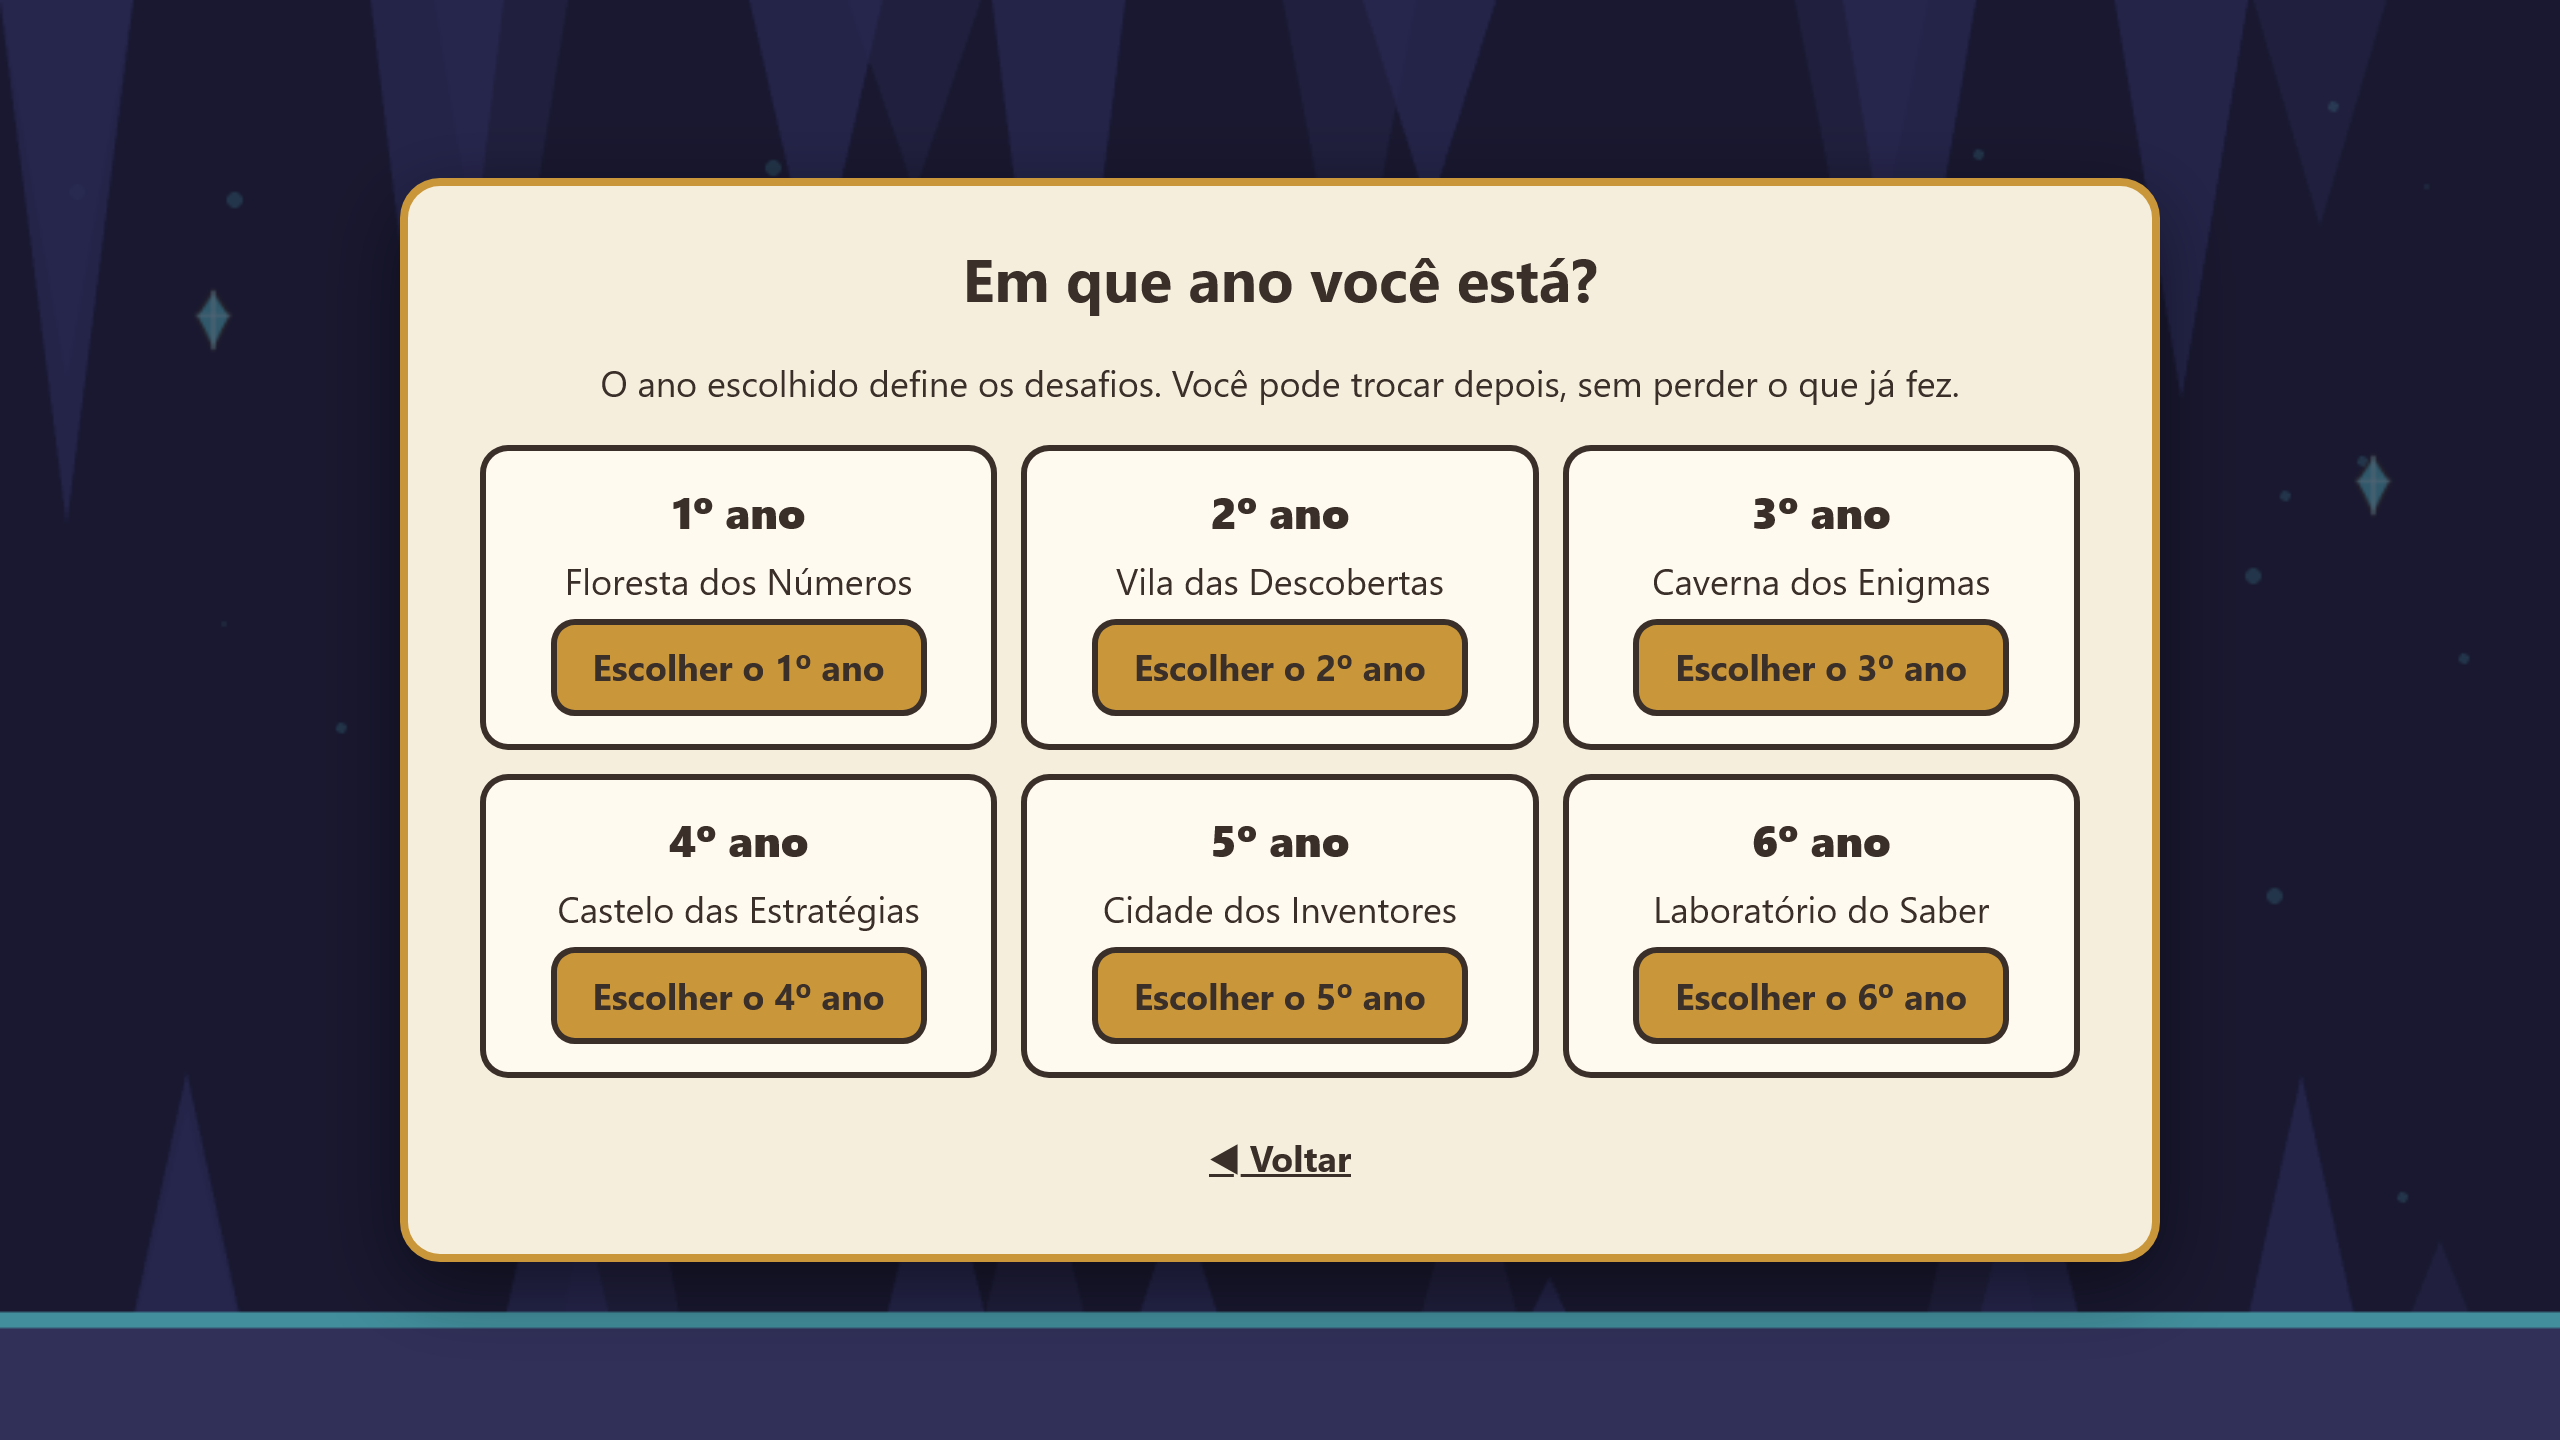 Em que ano você está?
O ano escolhido define os desafios. Você pode trocar depois, sem perder o que já fez.
1º ano
Floresta dos Números
Escolher o 1º ano
2º ano
Vila das Descobertas
Escolher o 2º ano
3º ano
Caverna dos Enigmas
Escolher o 3º ano
4º ano
Castelo das Estratégias
Escolher o 4º ano
5º ano
Cidade dos Inventores
Escolher o 5º ano
6º ano
Laboratório do Saber
Escolher o 6º ano
◀ Voltar